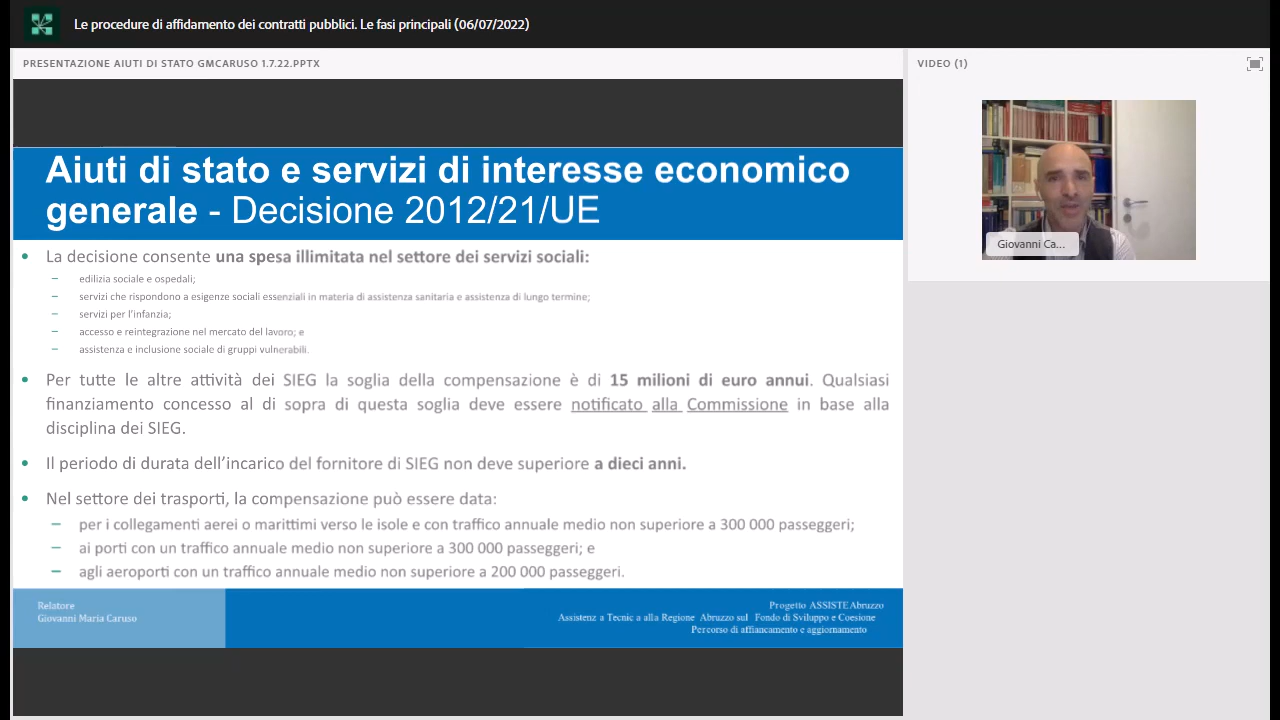 Le procedure di affidamento dei contratti pubblici. Le fasi principali (06/07/2022)
PRESENTAZIONE AIUTI DI STATO GMCARUSO 1.7.22.PPTX
VIDEO (1)
Aiuti di stato e servizi di interesse economico
generale - Decisione 2012/21/UE
• La decisione consente una spesa illimitata nel settore dei servizi sociali:
– edilizia sociale e ospedali;
– servizi che rispondono a esigenze sociali essenziali in materia di assistenza sanitaria e assistenza di lungo termine;
– servizi per l'infanzia;
– accesso e reintegrazione nel mercato del lavoro; e
– assistenza e inclusione sociale di gruppi vulnerabili.
• Per tutte le altre attività dei SIEG la soglia della compensazione è di 15 milioni di euro annui. Qualsiasi
finanziamento concesso al di sopra di questa soglia deve essere notificato alla Commissione in base alla
disciplina dei SIEG.
• Il periodo di durata dell'incarico del fornitore di SIEG non deve superiore a dieci anni.
• Nel settore dei trasporti, la compensazione può essere data:
– per i collegamenti aerei o marittimi verso le isole e con traffico annuale medio non superiore a 300 000 passeggeri;
– ai porti con un traffico annuale medio non superiore a 300 000 passeggeri; e
– agli aeroporti con un traffico annuale medio non superiore a 200 000 passeggeri.
Giovanni Ca...
Relatore
Giovanni Maria Caruso
Progetto ASSISTE Abruzzo
Assistenz a Tecnic a alla Regione Abruzzo sul Fondo di Sviluppo e Coesione
Percorso di affiancamento e aggiornamento